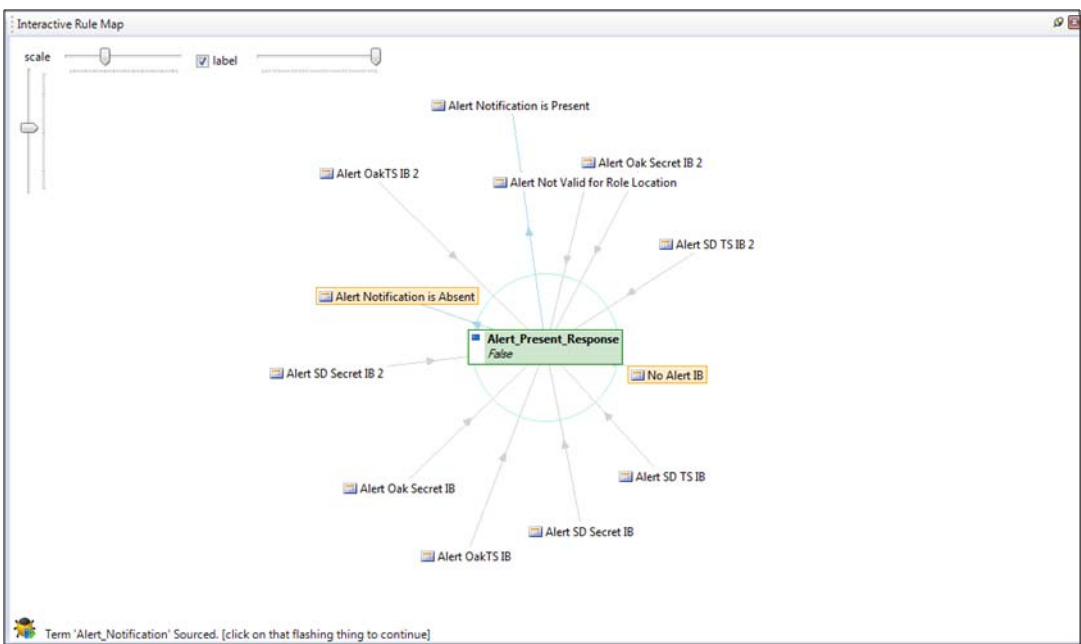 Interactive Rule Map
scale
label
Alert Notification is Present
Alert Oak Secret IB 2
Alert OakTS IB 2
Alert Not Valid for Role Location
Alert SD TS IB 2
Alert Notification is Absent
Alert_Present_Response
False
Alert SD Secret IB 2
No Alert IB
Alert SD TS IB
Alert Oak Secret IB
Alert SD Secret IB
Alert OakTS IB
Term 'Alert_Notification' Sourced. [click on that flashing thing to continue]